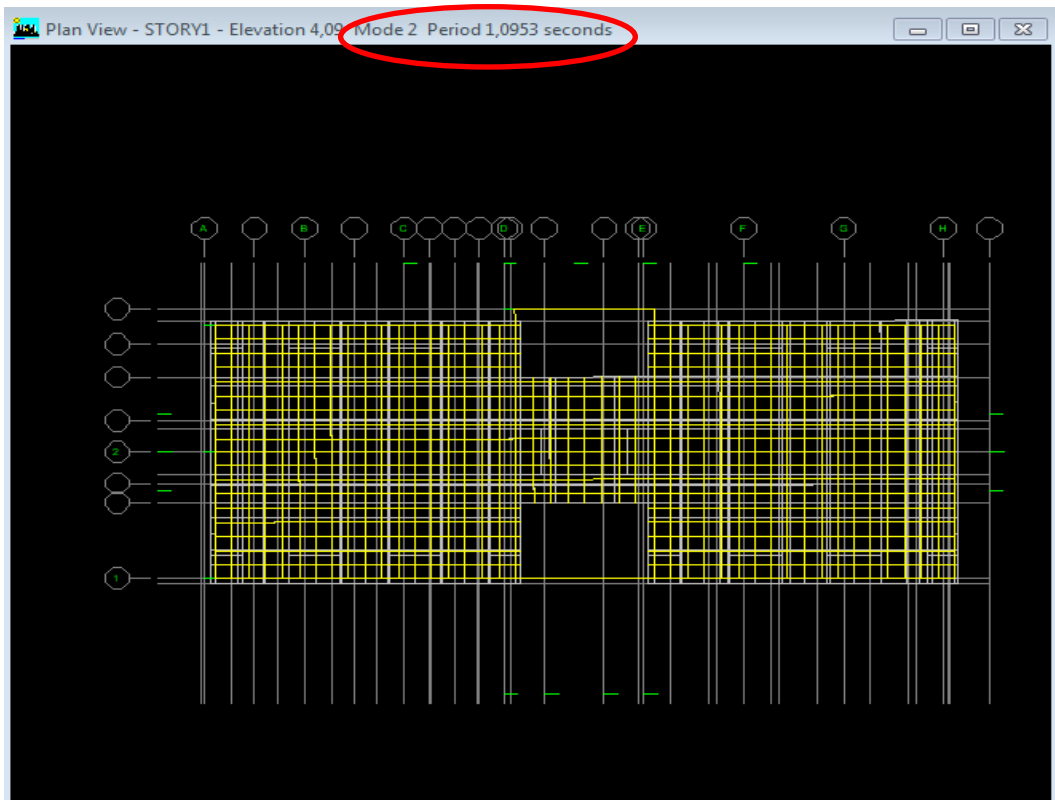 Plan View - STORY1 - Elevation 4,09 Mode 2 Period 1,0953 seconds
A B C D E F G H
2
1